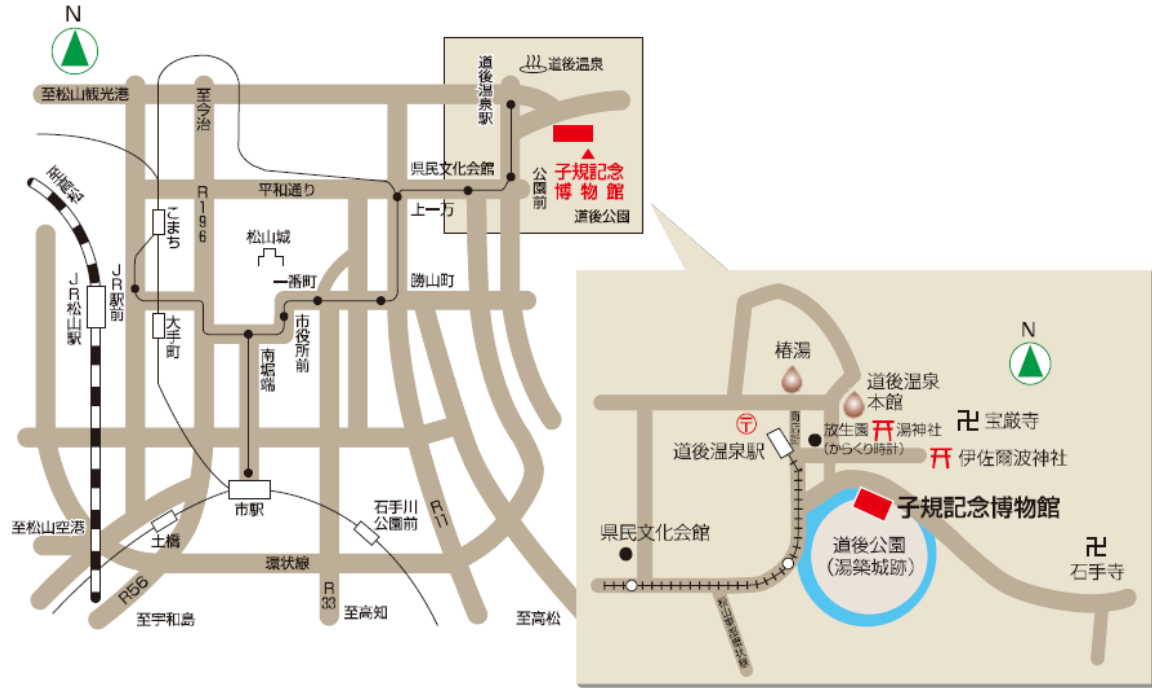 N
道後温泉
道後温泉駅
至松山観光港
至今治
県民文化会館
公園前
子規記念
博物館
道後公園
平和通り
上一万
R196
至高松
こまち
松山城
一番町
勝山町
JR駅前
JR松山駅
大手町
市役所前
南堀端
市駅
石手川
公園前
R11
至松山空港
土橋
環状線
R56
R33
至宇和島
至高知
至高松
N
椿湯
道後温泉
本館
〒
放生園
(からくり時計)
湯神社
卍 宝厳寺
道後温泉駅
伊佐爾波神社
子規記念博物館
県民文化会館
道後公園
(湯築城跡)
卍
石手寺